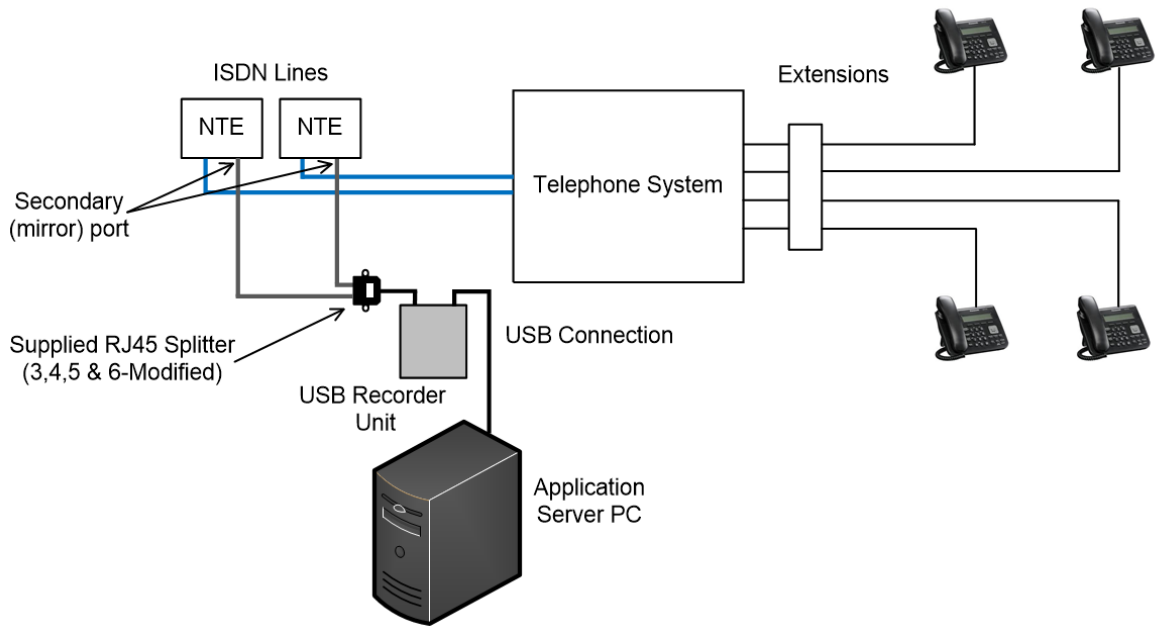 ISDN Lines
NTE
NTE
Extensions
Telephone System
Secondary
(mirror) port
Supplied RJ45 Splitter
(3,4,5 & 6-Modified)
USB Connection
USB Recorder
Unit
Application
Server PC